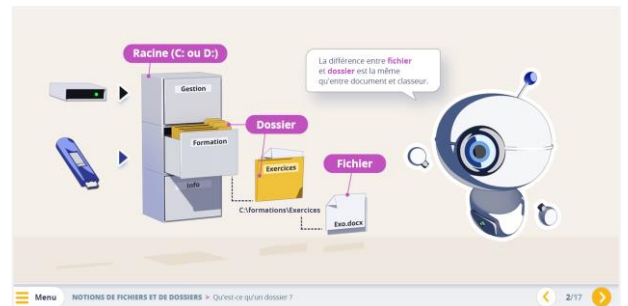 Racine (C: ou D:)
La différence entre fichier
et dossier est la même
qu'entre document et classeur.
Gestion
Dossier
Formation
Fichier
Exercices
Info
C:\formations\Exercices
Exo.docx
Menu
NOTIONS DE FICHIERS ET DE DOSSIERS > Qu'est-ce qu'un dossier ?
2/17